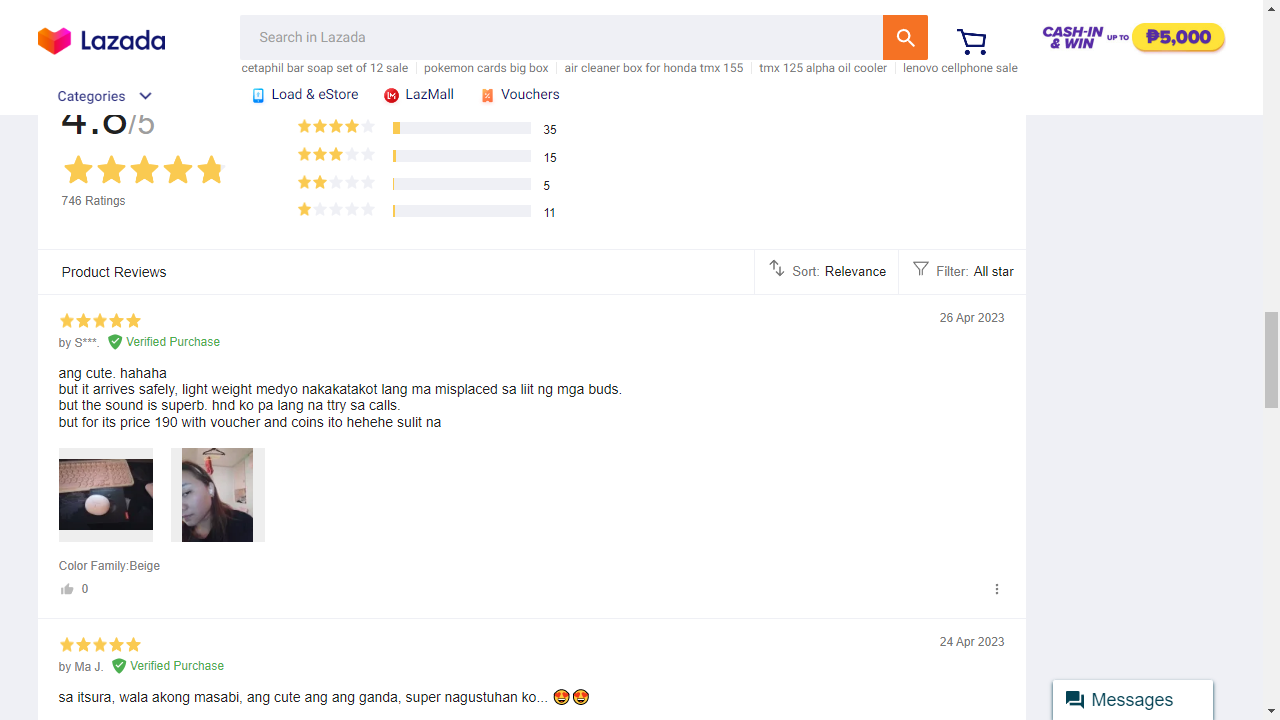 Lazada
Search in Lazada
CASH-IN & WIN UP TO ₱5,000
cetaphil bar soap set of 12 sale
pokemon cards big box
air cleaner box for honda tmx 155
tmx 125 alpha oil cooler
lenovo cellphone sale
Categories
Load & eStore
LazMall
Vouchers
4.8/5
746 Ratings
35
15
5
11
Product Reviews
Sort: Relevance
Filter: All star
26 Apr 2023
by S***.
Verified Purchase
ang cute. hahaha
but it arrives safely, light weight medyo nakakatakot lang ma misplaced sa liit ng mga buds.
but the sound is superb. hnd ko pa lang na ttry sa calls.
but for its price 190 with voucher and coins ito hehehe sulit na
Color Family:Beige
0
24 Apr 2023
by Ma J.
Verified Purchase
sa itsura, wala akong masabi, ang cute ang ang ganda, super nagustuhan ko... 😍😍
Messages